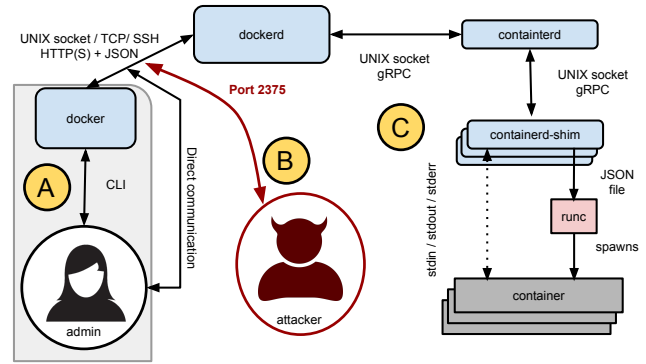 UNIX socket / TCP/ SSH
HTTP(S) + JSON
dockerd
containterd
UNIX socket
gRPC
UNIX socket
gRPC
Port 2375
docker
containerd-shim
A
B
C
CLI
Direct communication
stdin / stdout / stderr
JSON
file
runc
spawns
container
admin
attacker